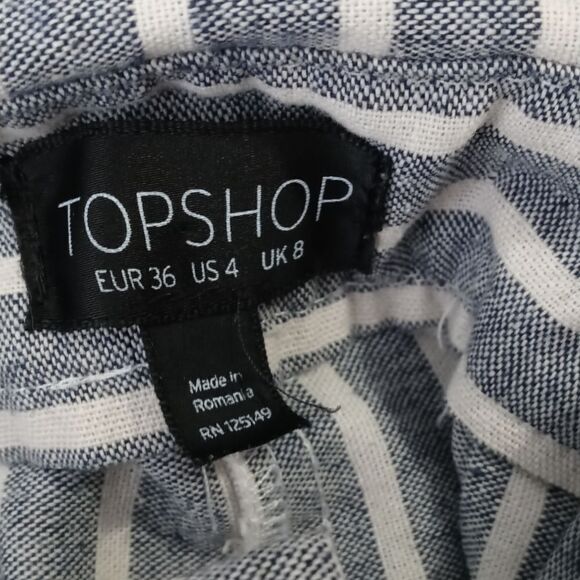 TOPSHOP
EUR 36 US 4 UK 8
Made in
Romania
RN 125149